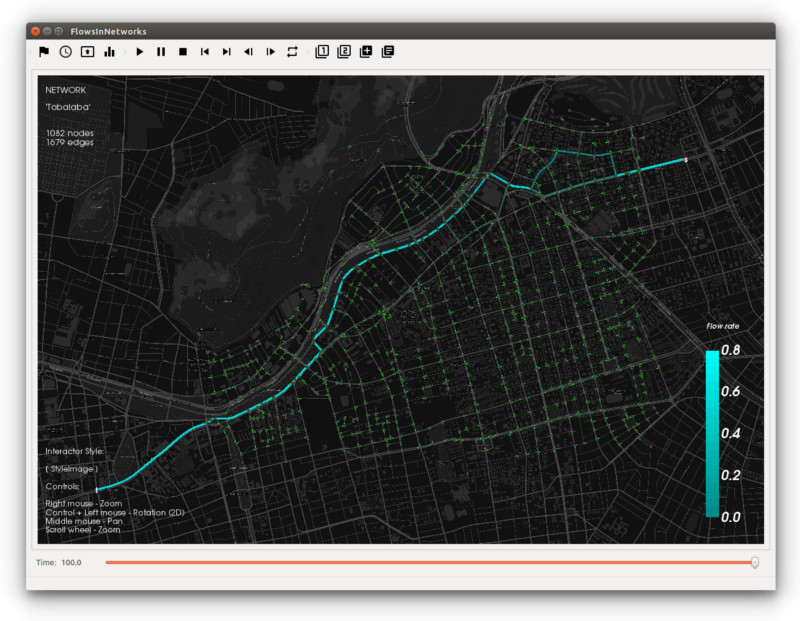 FlowsInNetworks
NETWORK
'Tobalaba'
1082 nodes
1679 edges
Flow rate
0.8
0.6
0.4
0.2
0.0
Interactor Style:
( StyleImage )
Controls:
Right mouse - Zoom
Control + Left mouse - Rotation (2D)
Middle mouse - Pan
Scroll wheel - Zoom
Time: 100.0